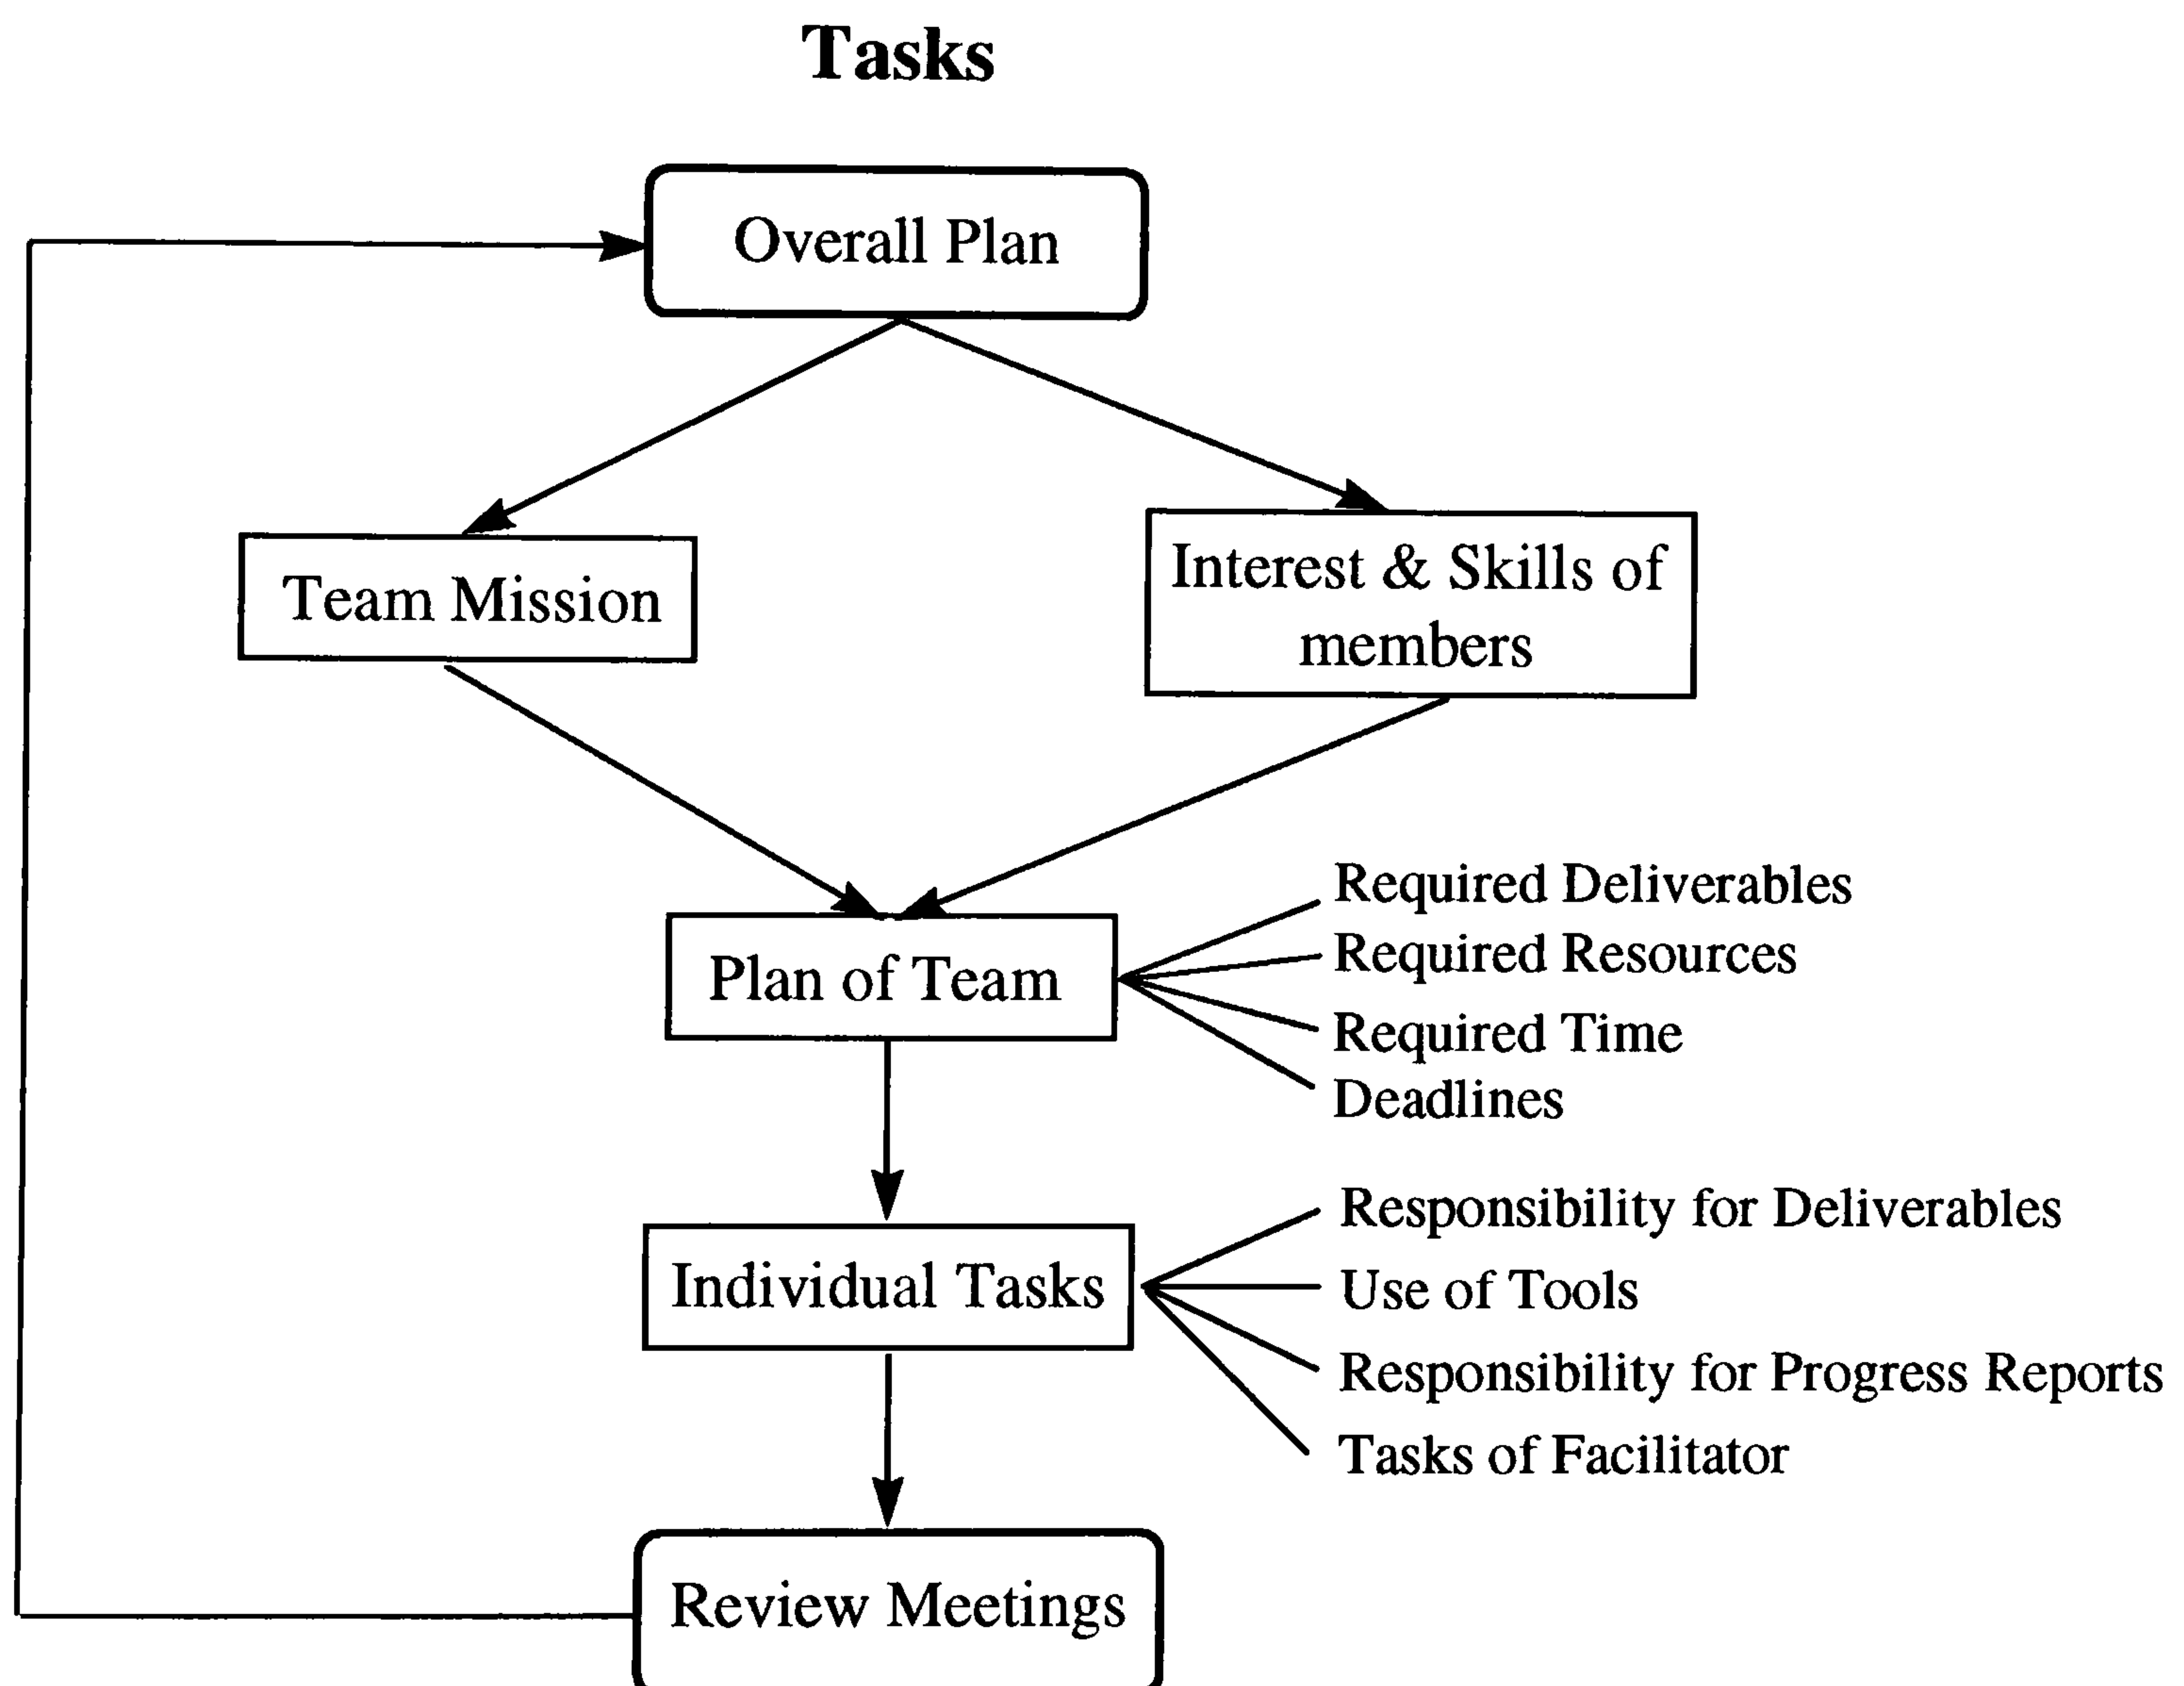 Tasks
Overall Plan
Team Mission
Interest & Skills of
members
Plan of Team
Required Deliverables
Required Resources
Required Time
Deadlines
Individual Tasks
Responsibility for Deliverables
Use of Tools
Responsibility for Progress Reports
Tasks of Facilitator
Review Meetings